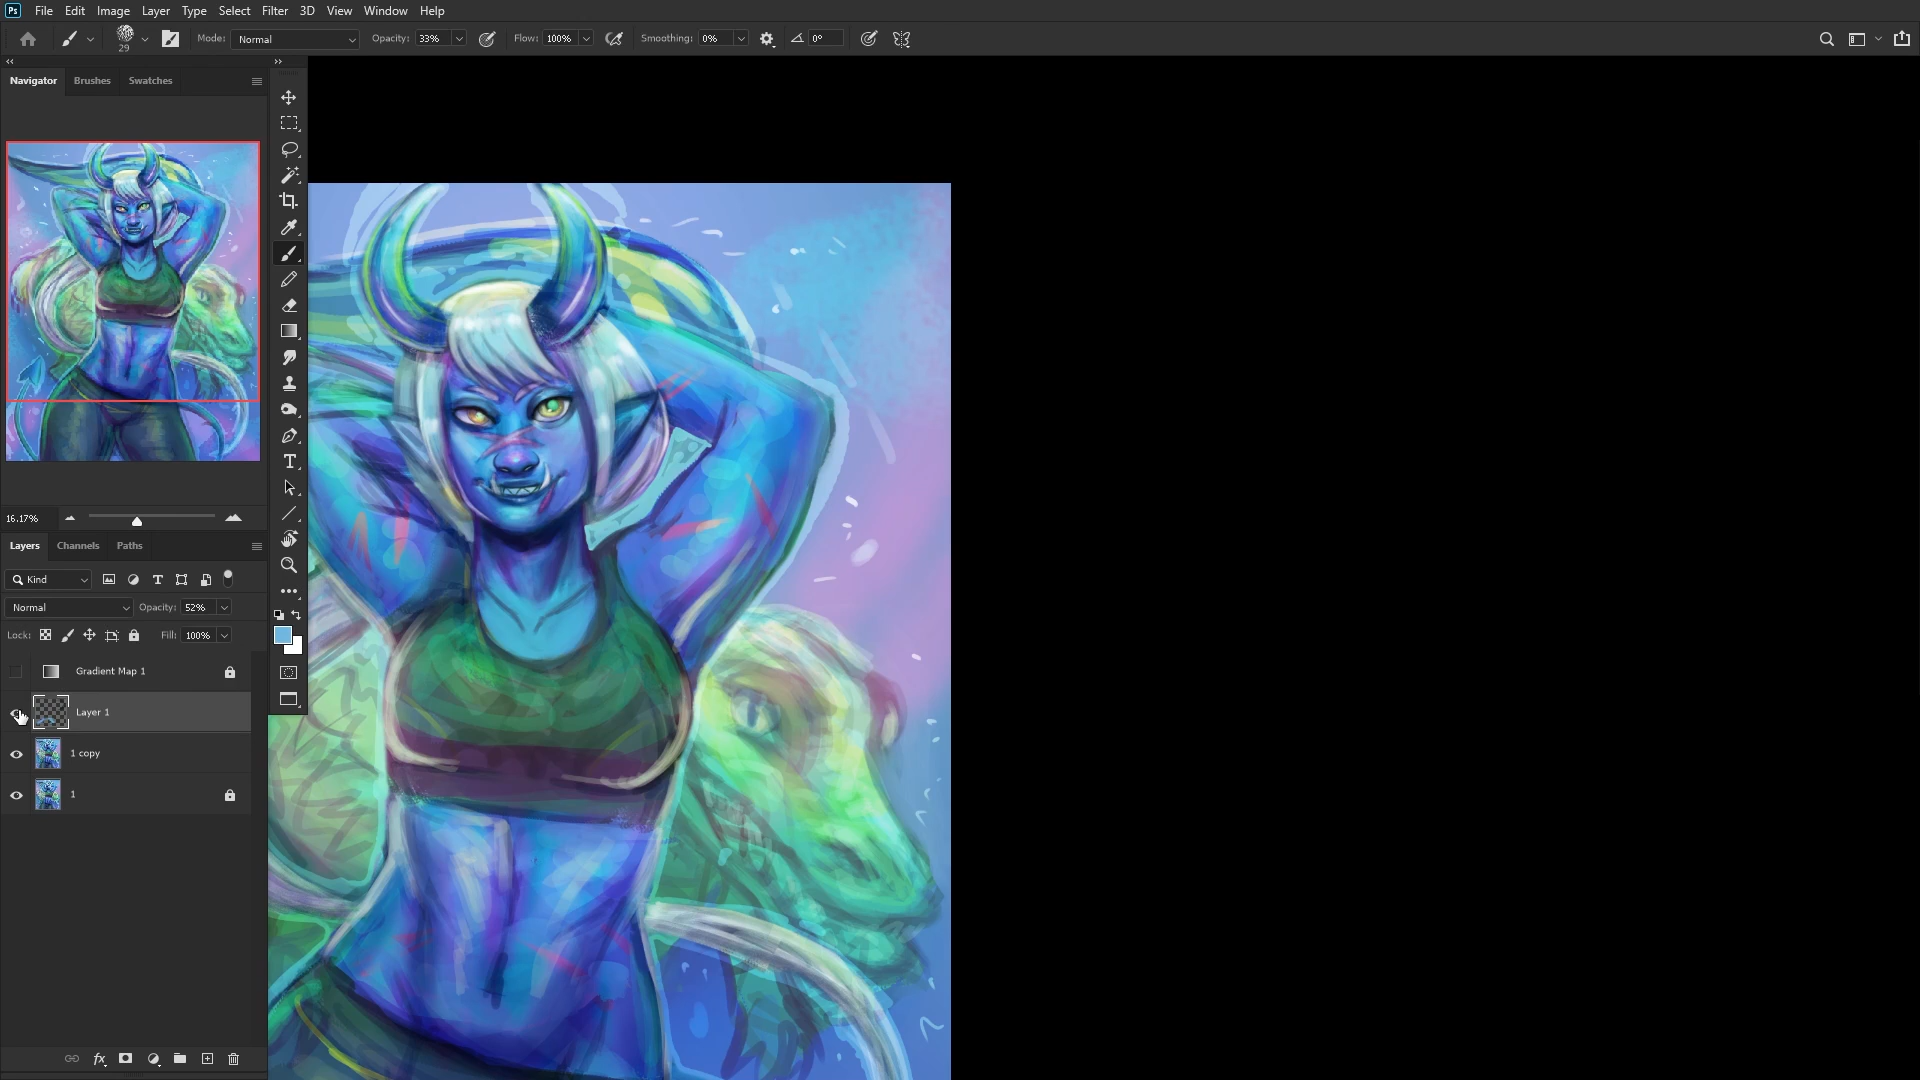 Ps File Edit Image Layer Type Select Filter 3D View Window Help
29 Mode: Normal Opacity: 33% Flow: 100% Smoothing: 0% 0°
Navigator Brushes Swatches
16.17%
Layers Channels Paths
Kind T
Normal Opacity: 52%
Lock: Fill: 100%
Gradient Map 1
Layer 1
1 copy
1
fx